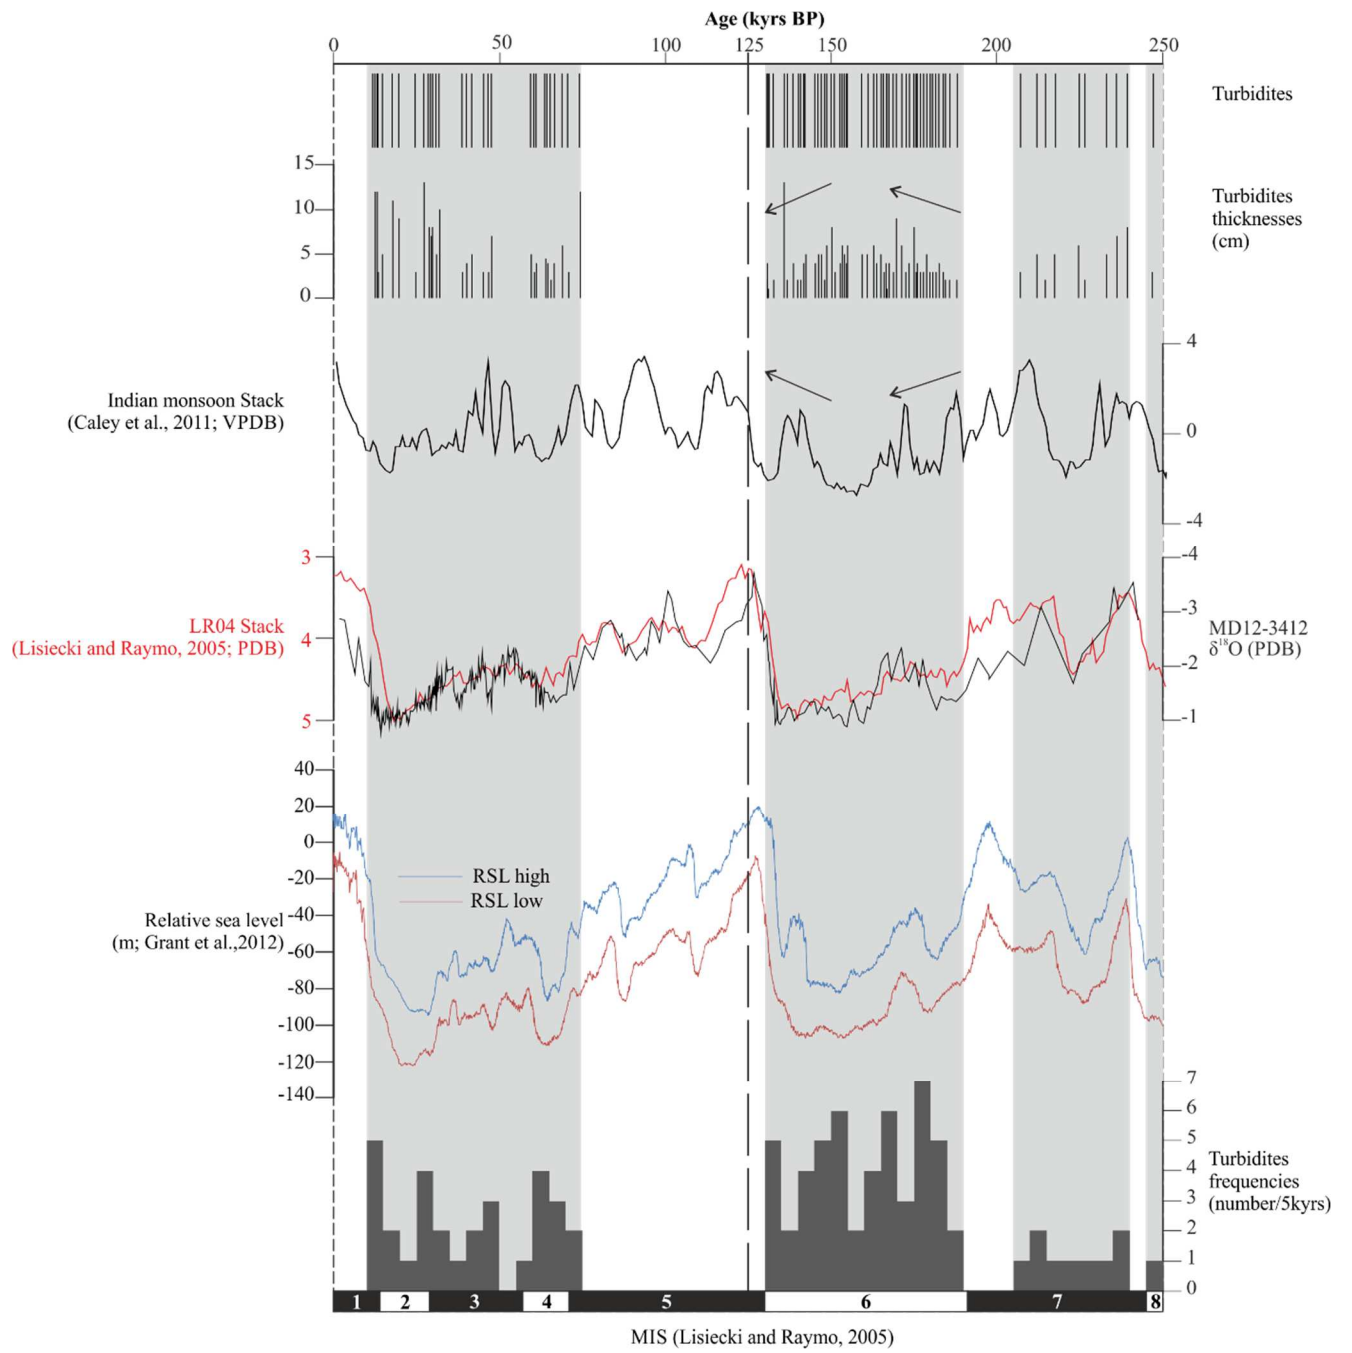 Age (kyrs BP)
0 50 100 125 150 200 250
Turbidites
15
10
5
0
Turbidites
thicknesses
(cm)
4
0
-4
Indian monsoon Stack
(Caley et al., 2011; VPDB)
3
4
5
LR04 Stack
(Lisiecki and Raymo, 2005; PDB)
-4
-3
-2
-1
MD12-3412
δ¹⁸O (PDB)
40
20
0
-20
-40
-60
-80
-100
-120
-140
RSL high
RSL low
Relative sea level
(m; Grant et al.,2012)
7
6
5
4
3
2
1
0
Turbidites
frequencies
(number/5kyrs)
1 2 3 4 5 6 7 8
MIS (Lisiecki and Raymo, 2005)